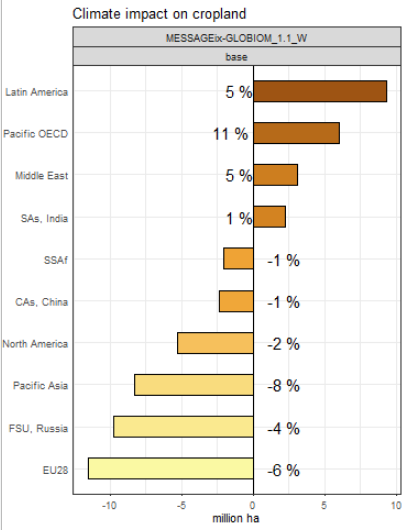 Climate impact on cropland
MESSAGEix-GLOBIOM_1.1_W
base
Latin America 5 %
Pacific OECD 11 %
Middle East 5 %
SAs, India 1 %
SSAf -1 %
CAs, China -1 %
North America -2 %
Pacific Asia -8 %
FSU, Russia -4 %
EU28 -6 %
-10 -5 0 5 10
million ha